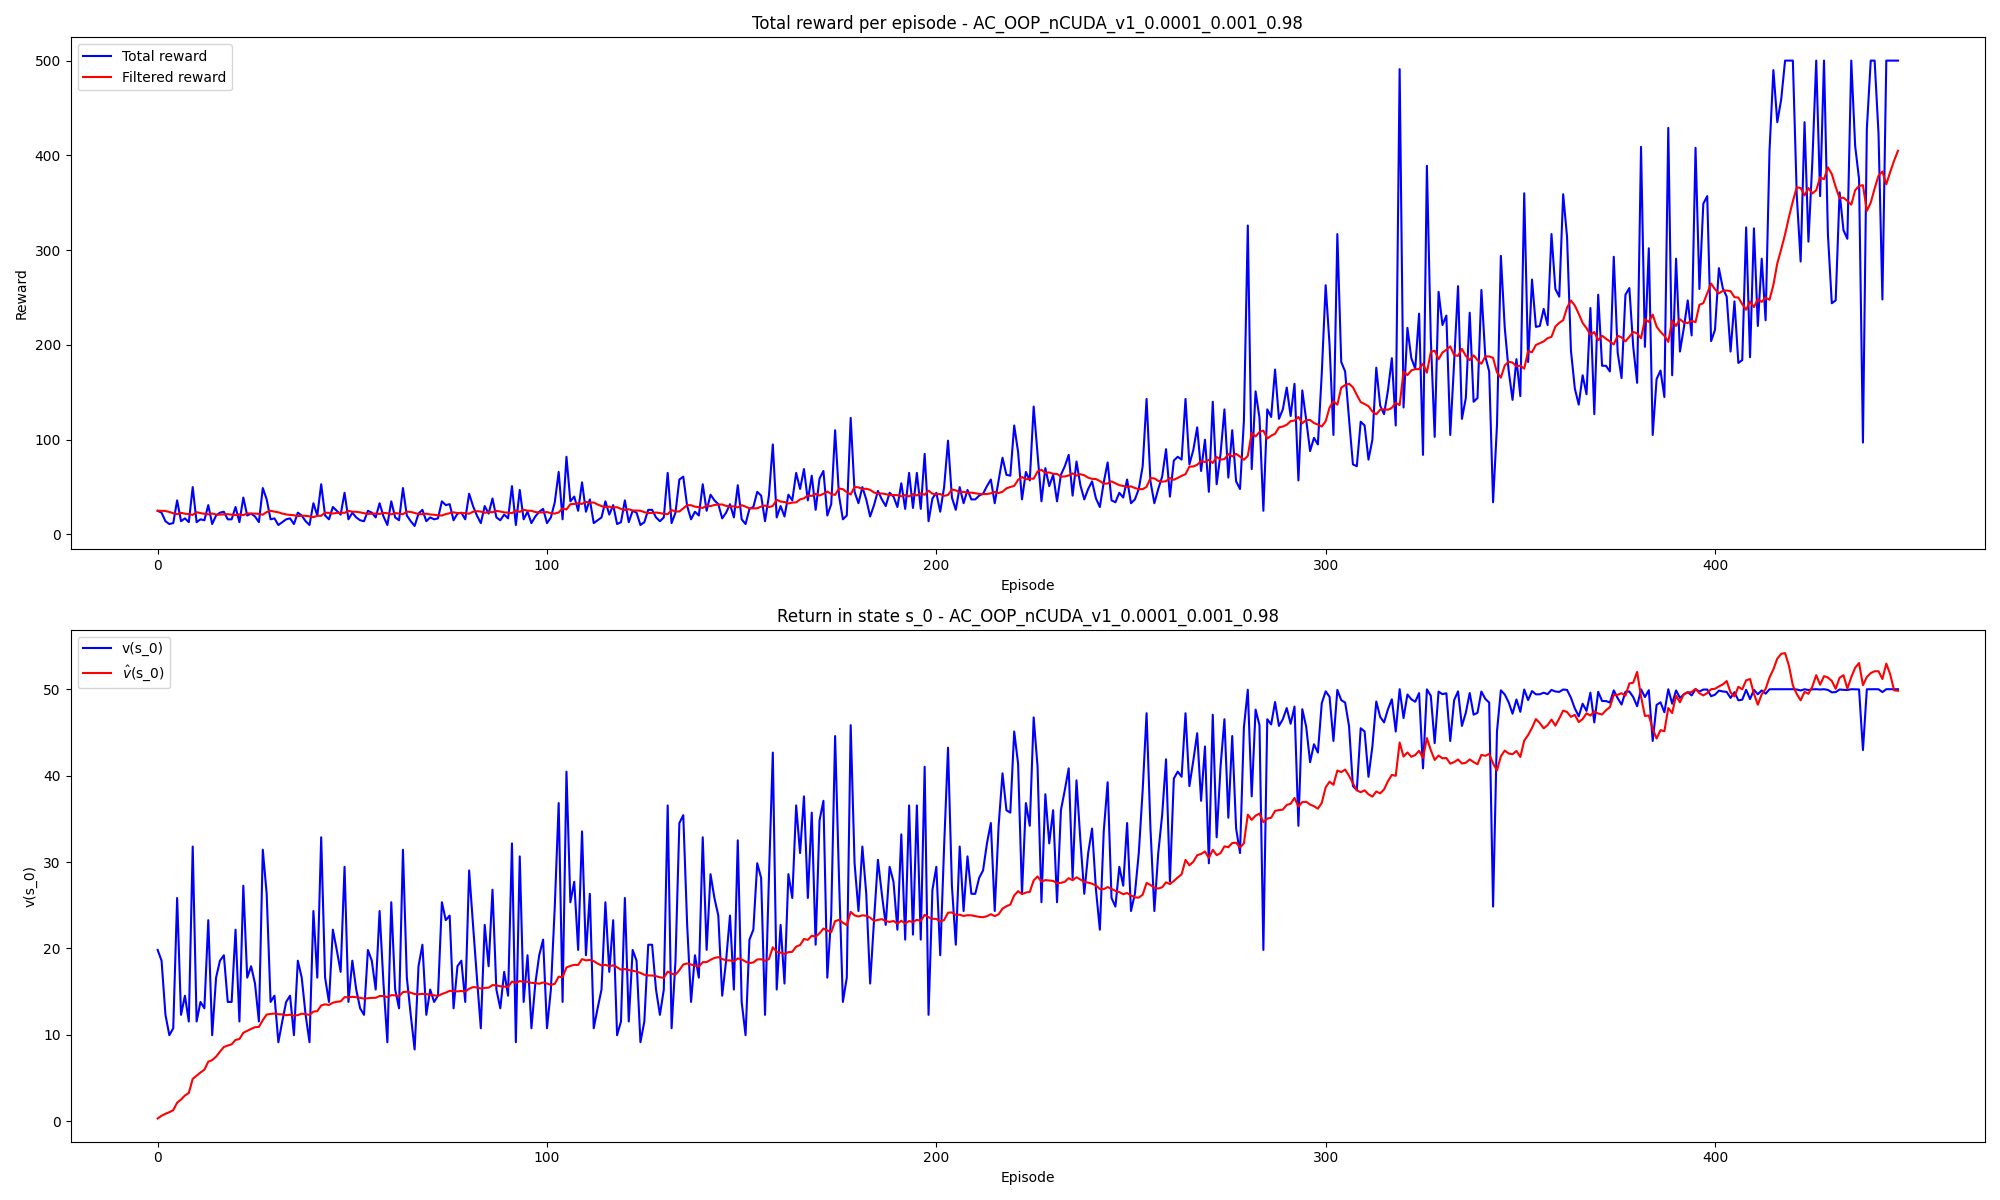 Total reward per episode - AC_OOP_nCUDA_v1_0.0001_0.001_0.98
Total reward
Filtered reward
Reward
500
400
300
200
100
0
0 100 200 300 400
Episode
Return in state s_0 - AC_OOP_nCUDA_v1_0.0001_0.001_0.98
v(s_0)
v̂(s_0)
v(s_0)
50
40
30
20
10
0
0 100 200 300 400
Episode